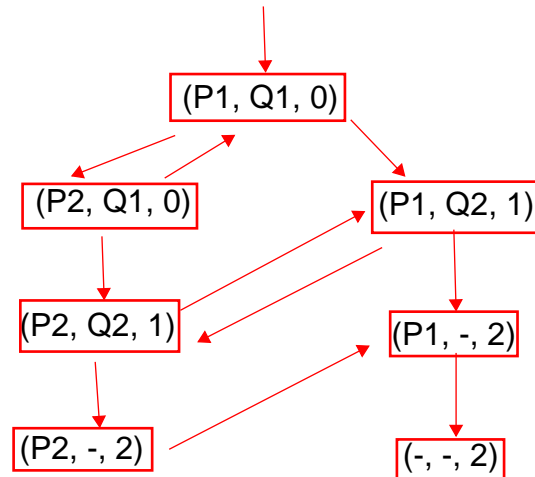 (P1, Q1, 0)
(P2, Q1, 0)
(P1, Q2, 1)
(P2, Q2, 1)
(P1, -, 2)
(P2, -, 2)
(-, -, 2)